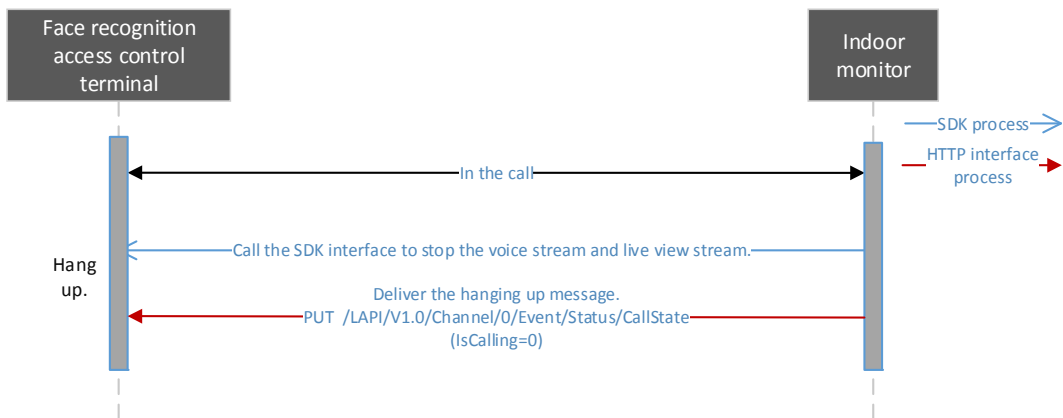 Face recognition
access control
terminal
Indoor
monitor
SDK process
HTTP interface
process
In the call
Call the SDK interface to stop the voice stream and live view stream.
Hang
up.
Deliver the hanging up message.
PUT /LAPI/V1.0/Channel/0/Event/Status/CallState
(IsCalling=0)